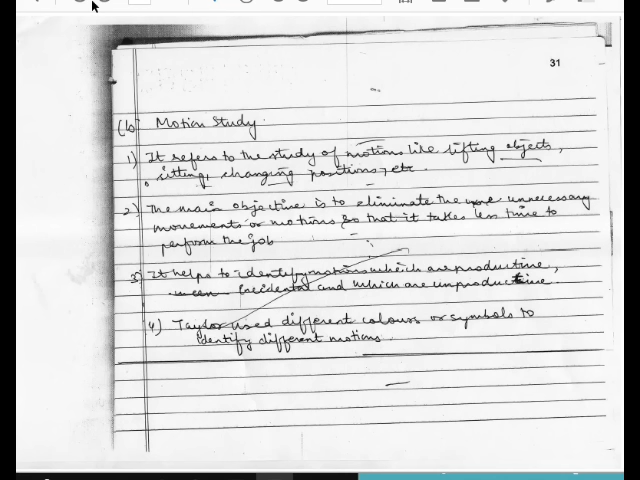 31
(b) Motion Study
1) It refers to the study of motions like lifting objects,
sitting, changing positions, etc.
2) The main objective is to eliminate the unnecessary
movements or motions so that it takes less time to
perform the job
3) It helps to identify motions which are productive,
incidental and which are unproductive.
4) Taylor used different colours or symbols to
identify different motions.